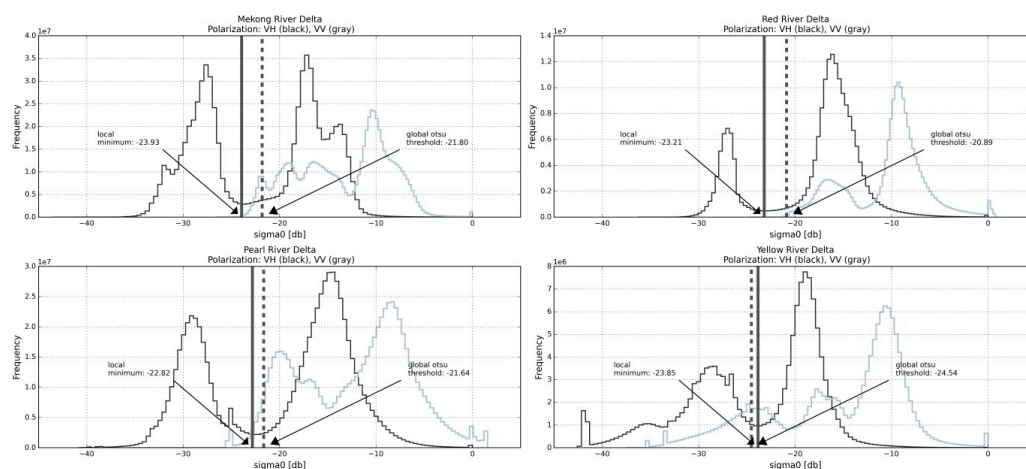 Mekong River Delta
Polarization: VH (black), VV (gray)
1e7
4.0
3.5
3.0
2.5
2.0
1.5
1.0
0.5
0.0
Frequency
local
minimum: -23.93
global otsu
threshold: -21.80
−40 −30 −20 −10 0
sigma0 [db]
Red River Delta
Polarization: VH (black), VV (gray)
1e7
1.4
1.2
1.0
0.8
0.6
0.4
0.2
0.0
Frequency
local
minimum: -23.21
global otsu
threshold: -20.89
−40 −30 −20 −10 0
sigma0 [db]
Pearl River Delta
Polarization: VH (black), VV (gray)
1e7
3.0
2.5
2.0
1.5
1.0
0.5
0.0
Frequency
local
minimum: -22.82
global otsu
threshold: -21.64
−40 −30 −20 −10 0
sigma0 [db]
Yellow River Delta
Polarization: VH (black), VV (gray)
1e6
8
7
6
5
4
3
2
1
0
Frequency
local
minimum: -23.85
global otsu
threshold: -24.54
−40 −30 −20 −10 0
sigma0 [db]